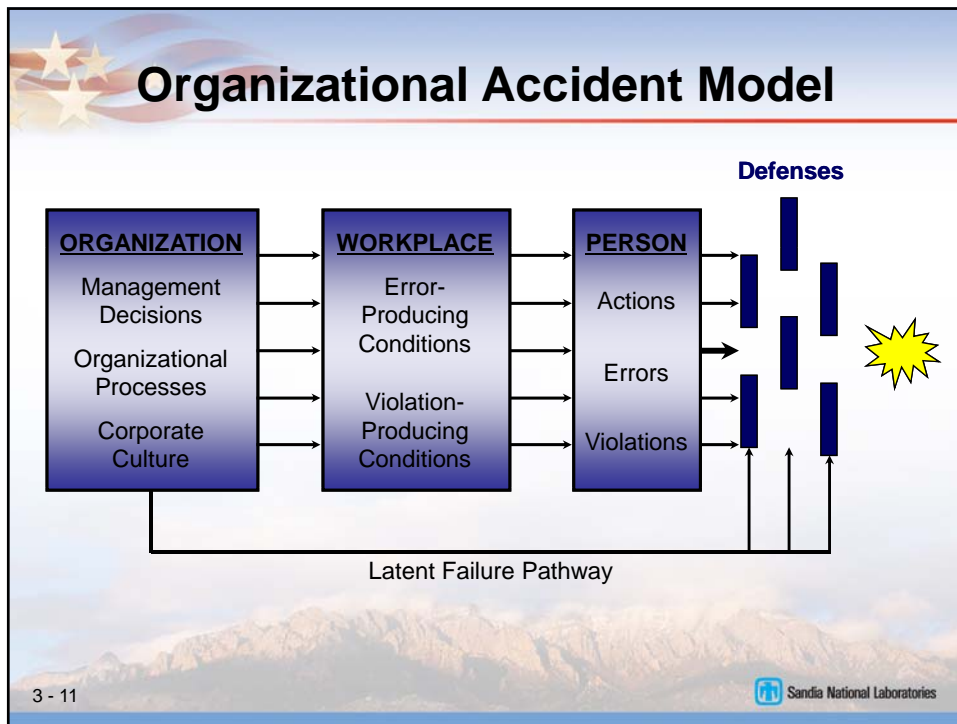 Organizational Accident Model
Defenses
ORGANIZATION
Management
Decisions
Organizational
Processes
Corporate
Culture
WORKPLACE
Error-
Producing
Conditions
Violation-
Producing
Conditions
PERSON
Actions
Errors
Violations
Latent Failure Pathway
3 - 11
Sandia National Laboratories